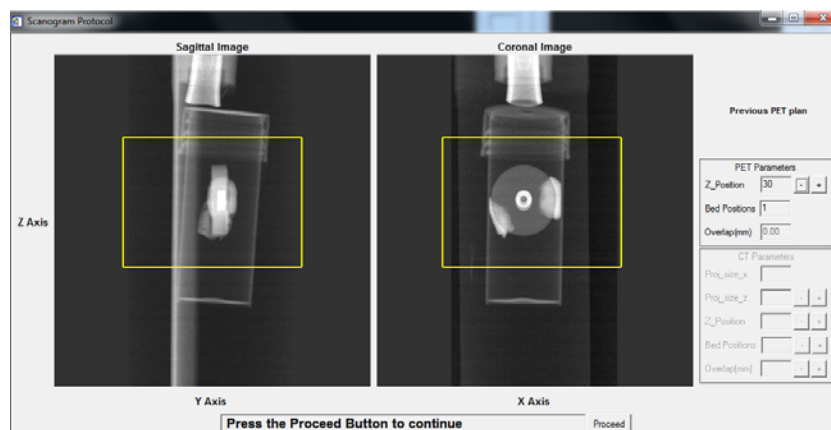 Scanogram Protocol
Sagittal Image
Coronal Image
Previous PET plan
PET Parameters
Z_Position 30 - +
Bed Positions 1
Overlap(mm) 0.00
Z Axis
CT Parameters
Proj_size_x
Proj_size_z - +
Z_Position - +
Bed Positions - +
Overlap(mm) - +
Y Axis
X Axis
Press the Proceed Button to continue
Proceed